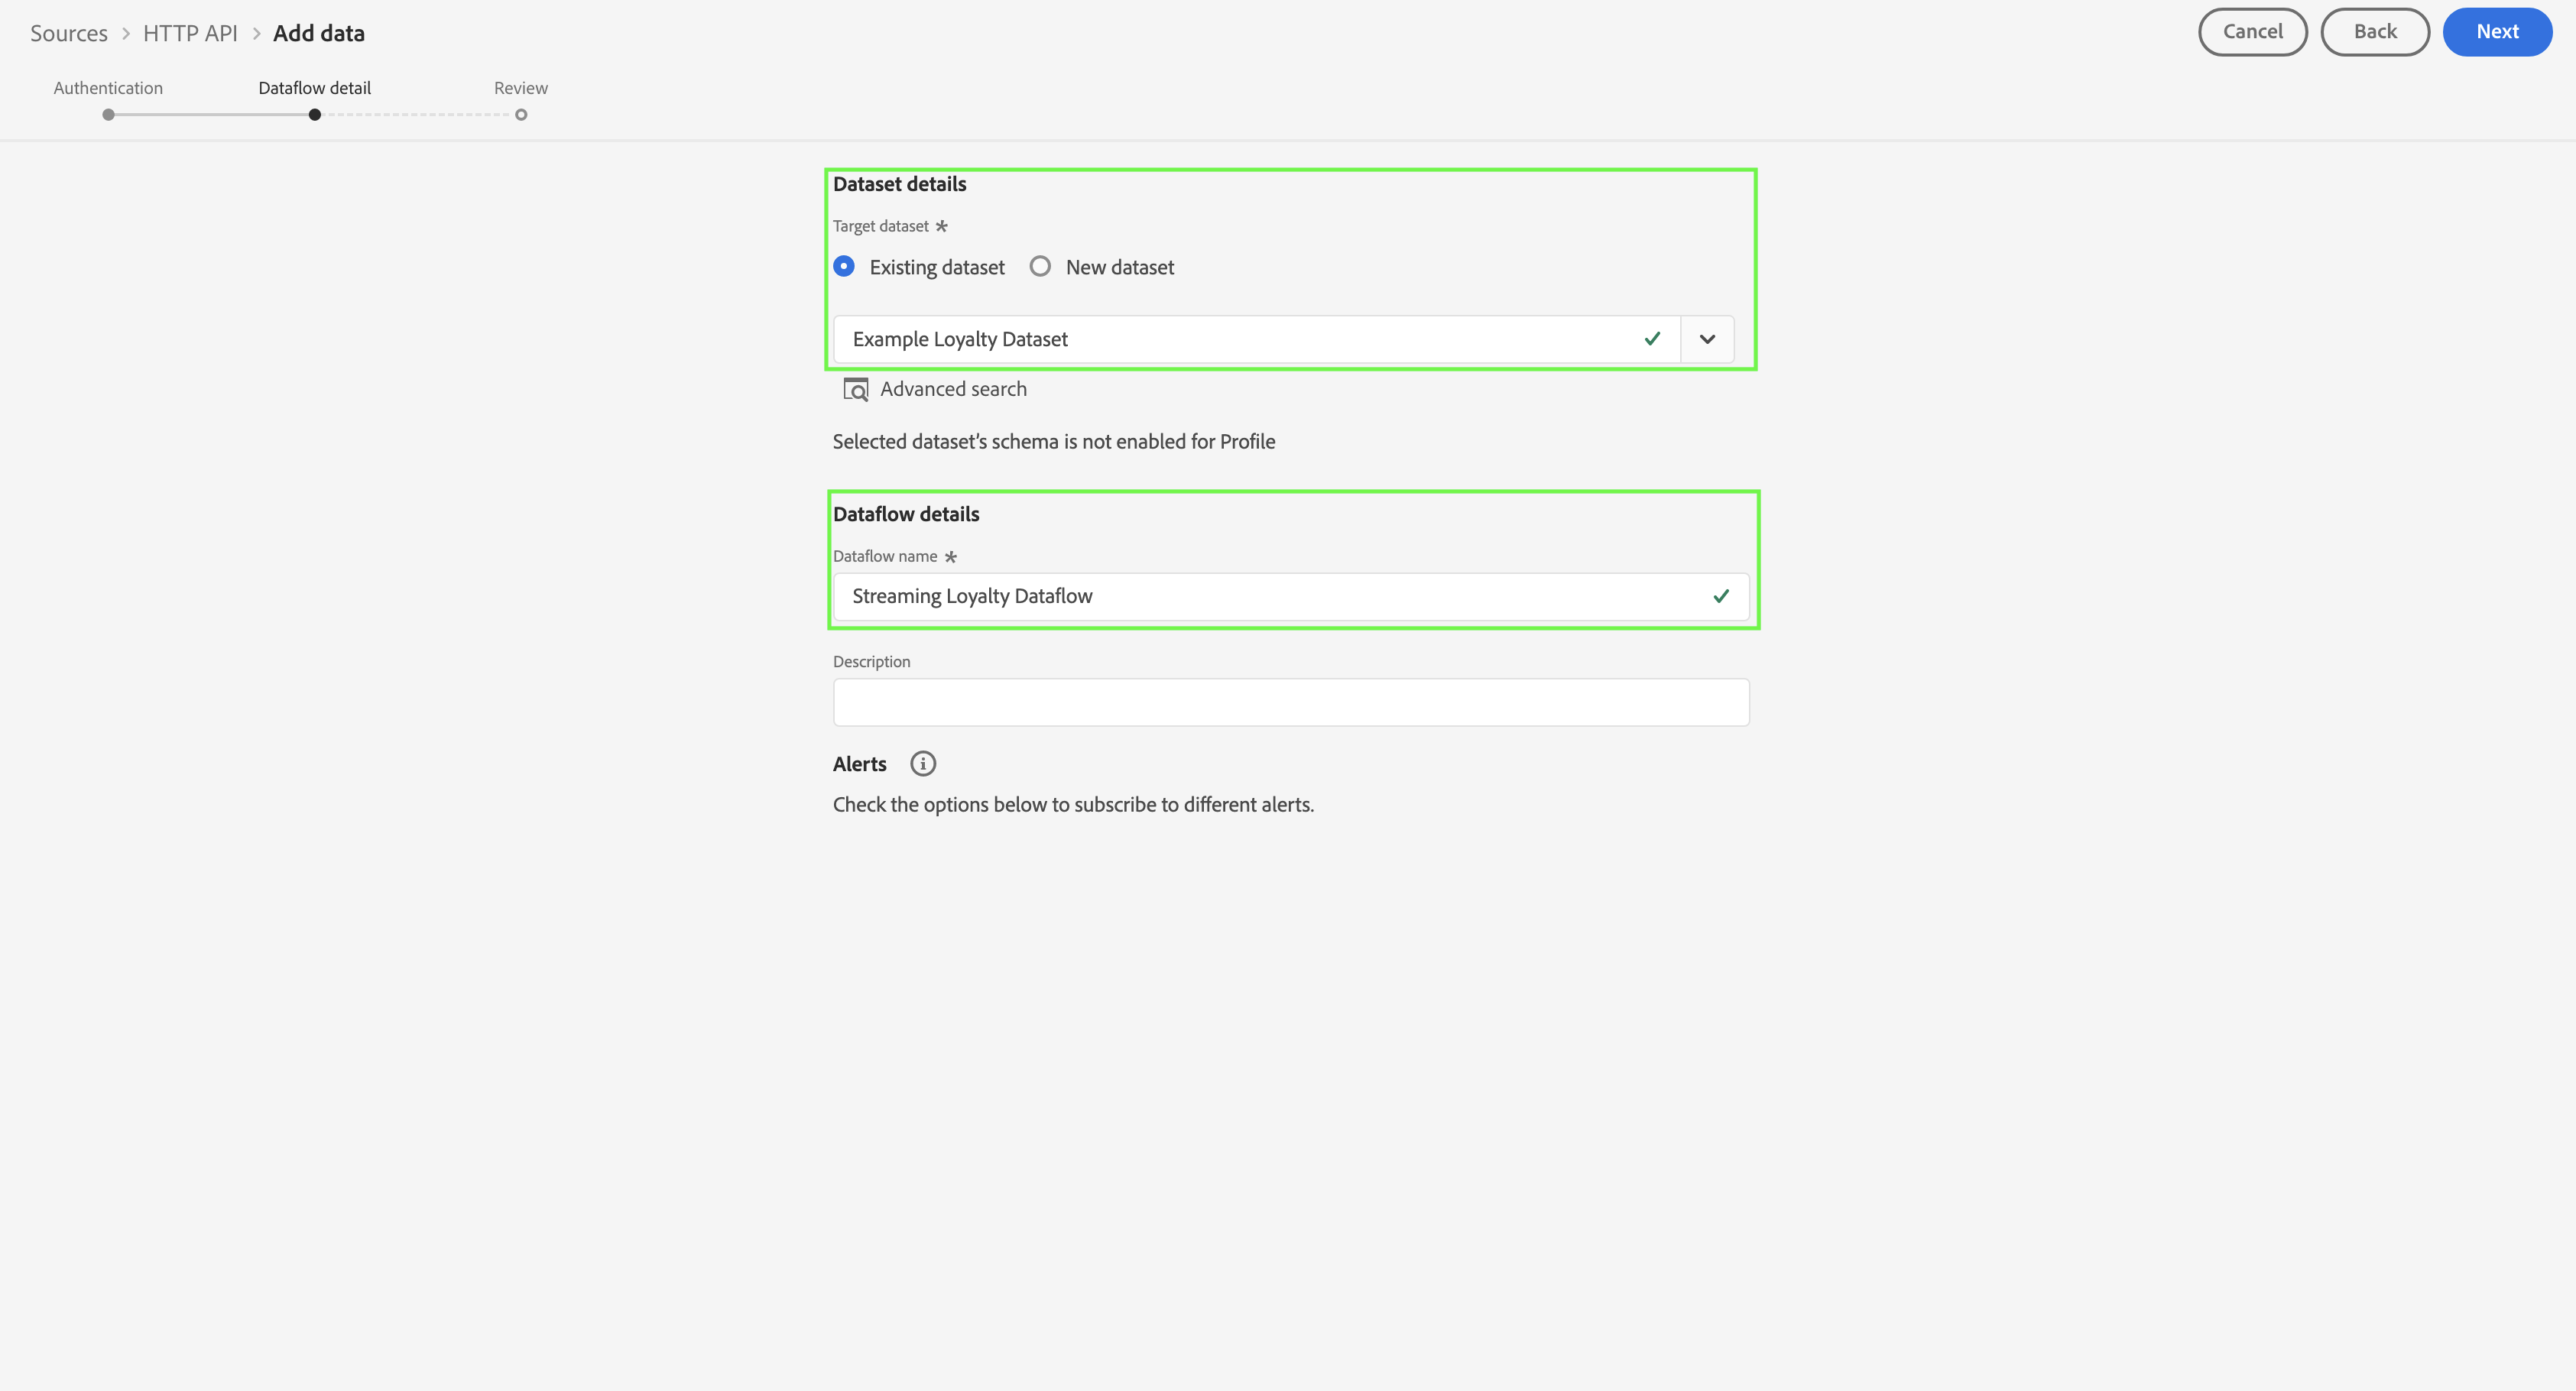 Sources > HTTP API > Add data
Cancel Back Next
Authentication Dataflow detail Review
Dataset details
Target dataset *
Existing dataset New dataset
Example Loyalty Dataset
Advanced search
Selected dataset's schema is not enabled for Profile
Dataflow details
Dataflow name *
Streaming Loyalty Dataflow
Description
Alerts
Check the options below to subscribe to different alerts.